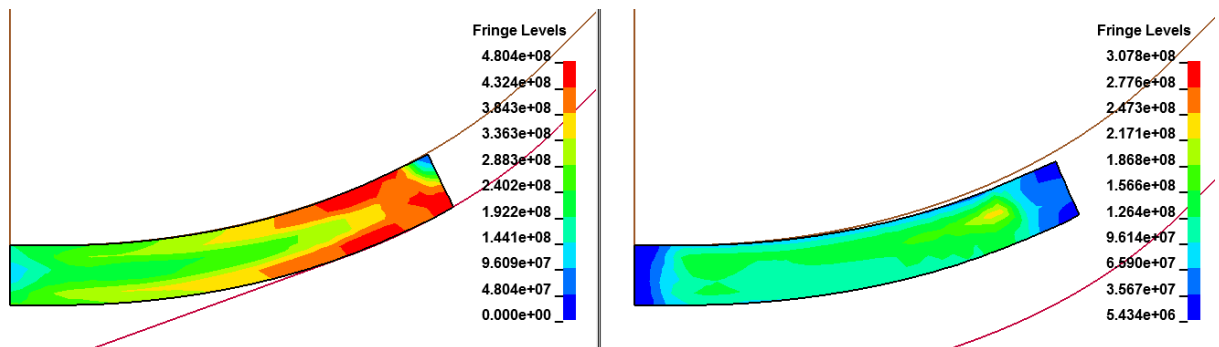 Fringe Levels
4.804e+08
4.324e+08
3.843e+08
3.363e+08
2.883e+08
2.402e+08
1.922e+08
1.441e+08
9.609e+07
4.804e+07
0.000e+00
Fringe Levels
3.078e+08
2.776e+08
2.473e+08
2.171e+08
1.868e+08
1.566e+08
1.264e+08
9.614e+07
6.590e+07
3.567e+07
5.434e+06